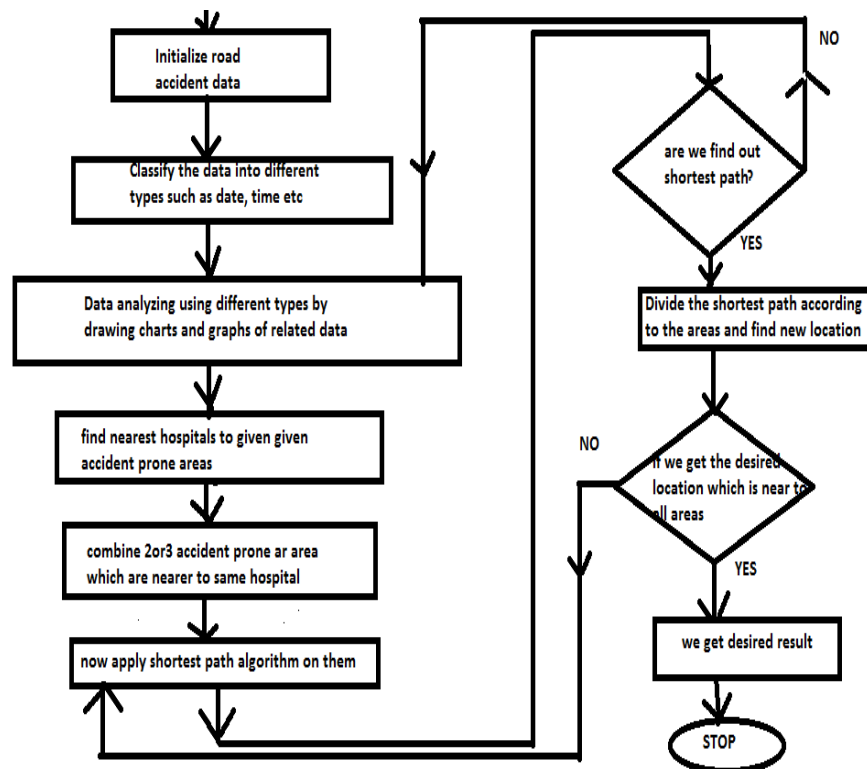 Initialize road
accident data
Classify the data into different
types such as date, time etc
Data analyzing using different types by
drawing charts and graphs of related data
find nearest hospitals to given given
accident prone areas
combine 2or3 accident prone ar area
which are nearer to same hospital
now apply shortest path algorithm on them
NO
are we find out
shortest path?
YES
Divide the shortest path according
to the areas and find new location
NO
if we get the desired
location which is near to
all areas
YES
we get desired result
STOP